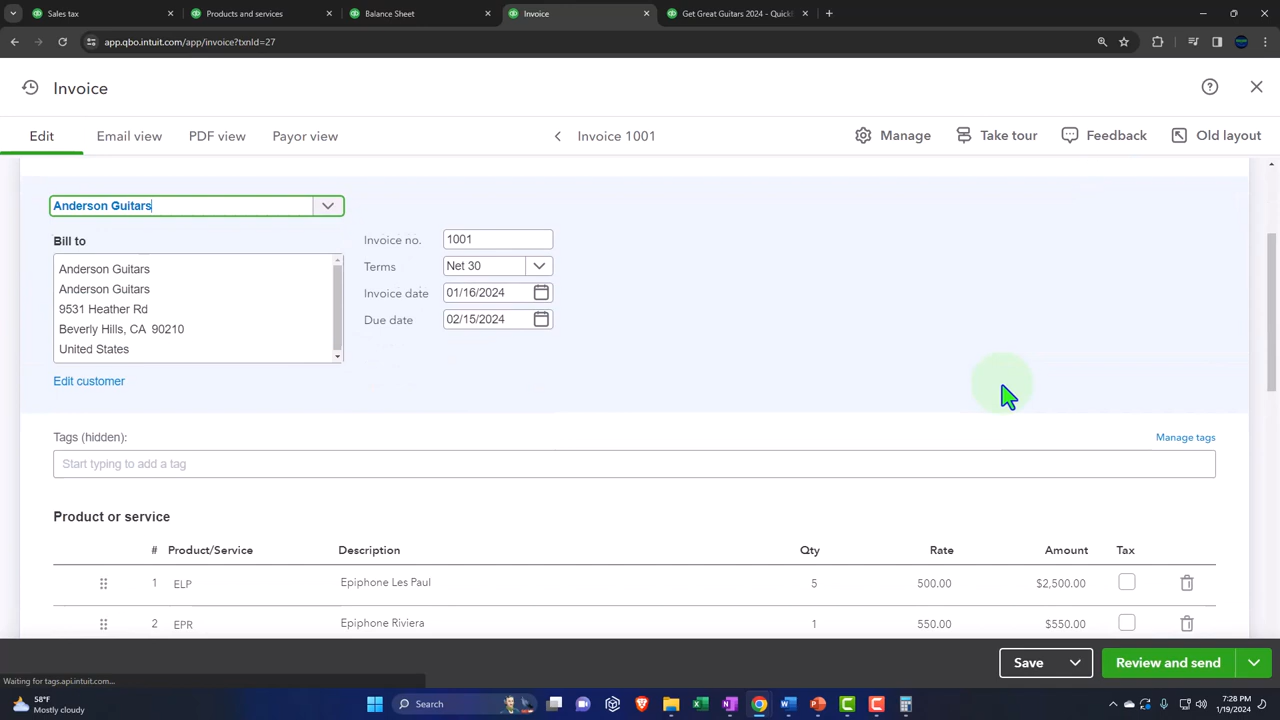 Sales tax
Products and services
Balance Sheet
Invoice
Get Great Guitars 2024 - Quick
app.qbo.intuit.com/app/invoice?txnId=27
Invoice
Edit
Email view
PDF view
Payor view
Invoice 1001
Manage
Take tour
Feedback
Old layout
Anderson Guitars
Bill to
Anderson Guitars
Anderson Guitars
9531 Heather Rd
Beverly Hills, CA 90210
United States
Invoice no. 1001
Terms Net 30
Invoice date 01/16/2024
Due date 02/15/2024
Edit customer
Tags (hidden):
Manage tags
Start typing to add a tag
Product or service
# Product/Service Description Qty Rate Amount Tax
1 ELP Epiphone Les Paul 5 500.00 $2,500.00
2 EPR Epiphone Riviera 1 550.00 $550.00
Save
Review and send
Waiting for tags.api.intuit.com...
58°F
Mostly cloudy
Search
7:28 PM
1/19/2024